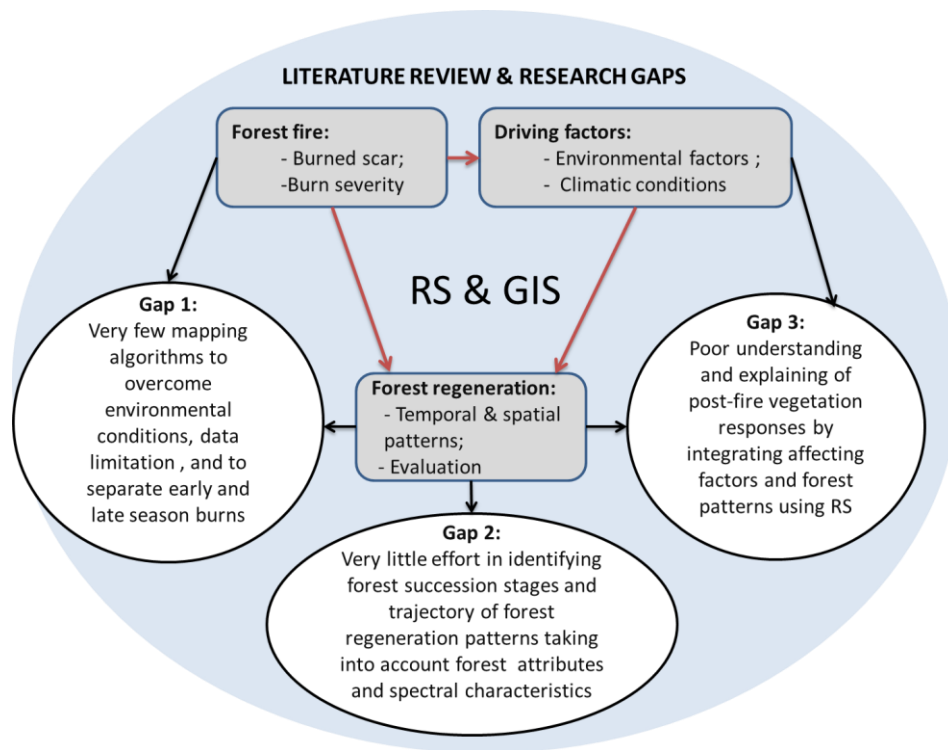 LITERATURE REVIEW & RESEARCH GAPS
Forest fire:
- Burned scar;
-Burn severity
Driving factors:
- Environmental factors ;
- Climatic conditions
RS & GIS
Gap 1:
Very few mapping
algorithms to
overcome
environmental
conditions, data
limitation , and to
separate early and
late season burns
Forest regeneration:
- Temporal & spatial
patterns;
- Evaluation
Gap 3:
Poor understanding
and explaining of
post-fire vegetation
responses by
integrating affecting
factors and forest
patterns using RS
Gap 2:
Very little effort in identifying
forest succession stages and
trajectory of forest
regeneration patterns taking
into account forest attributes
and spectral characteristics